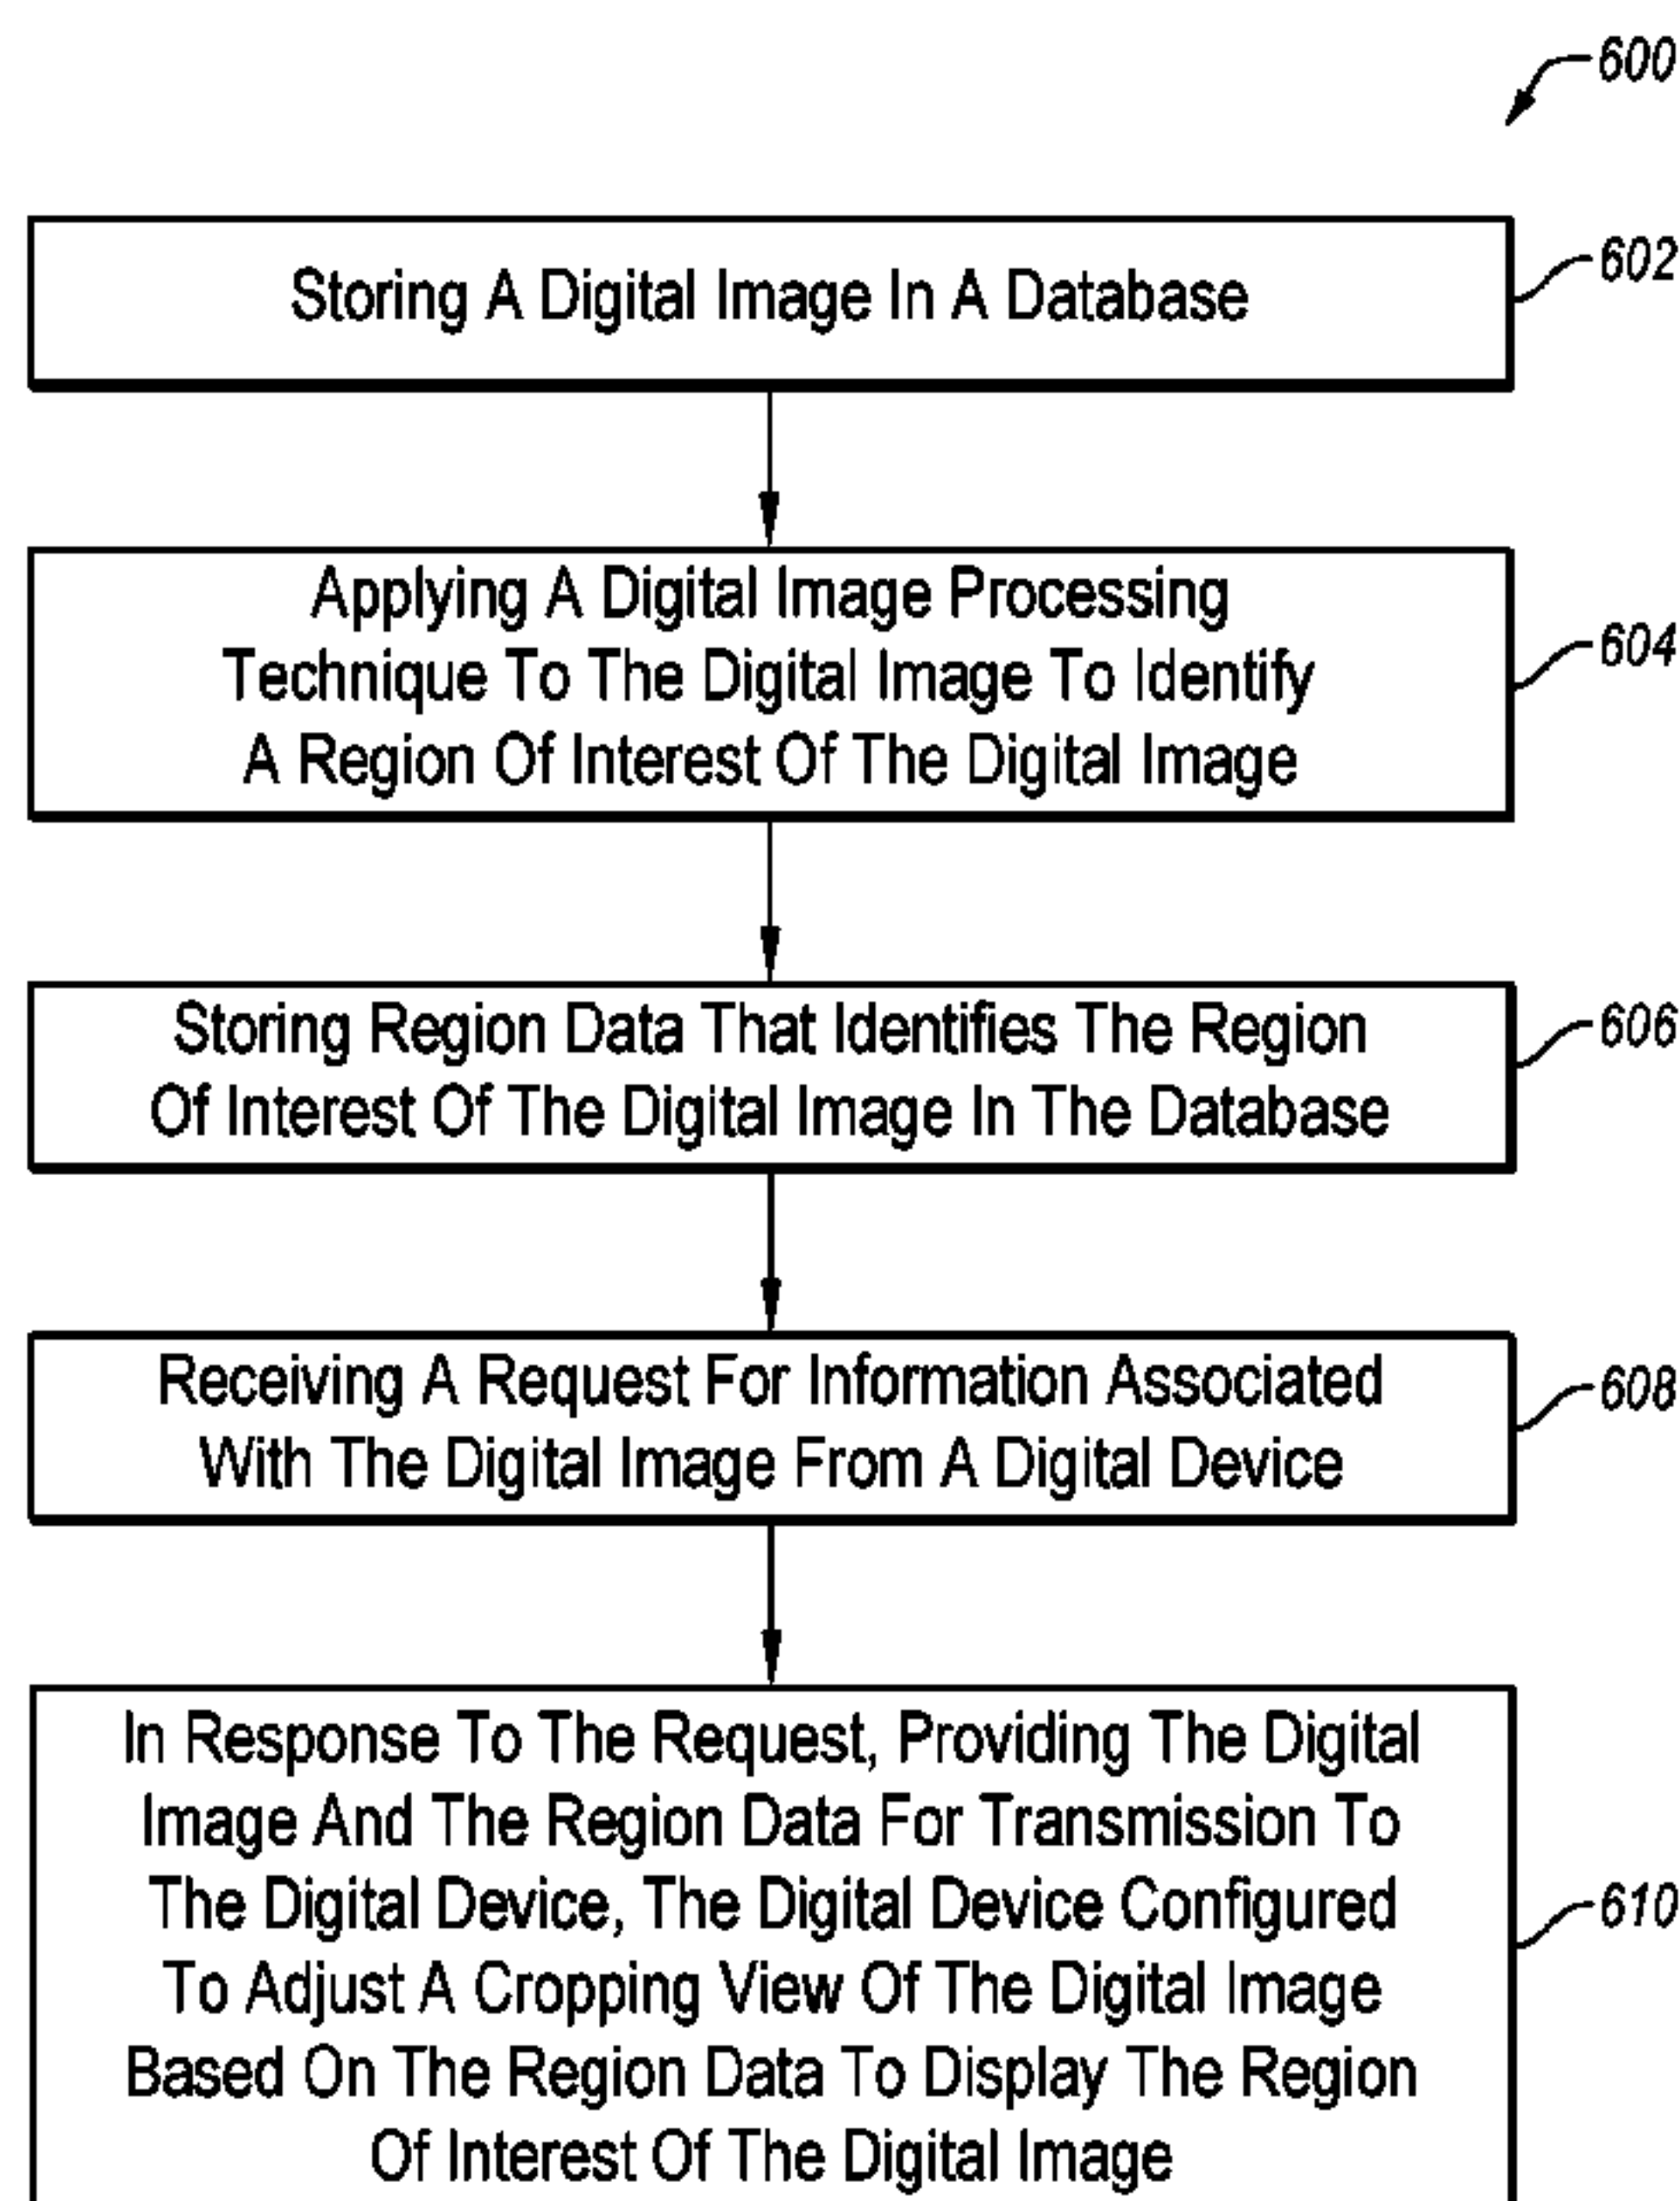 600
Storing A Digital Image In A Database
602
Applying A Digital Image Processing
Technique To The Digital Image To Identify
A Region Of Interest Of The Digital Image
604
Storing Region Data That Identifies The Region
Of Interest Of The Digital Image In The Database
606
Receiving A Request For Information Associated
With The Digital Image From A Digital Device
608
In Response To The Request, Providing The Digital
Image And The Region Data For Transmission To
The Digital Device, The Digital Device Configured
To Adjust A Cropping View Of The Digital Image
Based On The Region Data To Display The Region
Of Interest Of The Digital Image
610